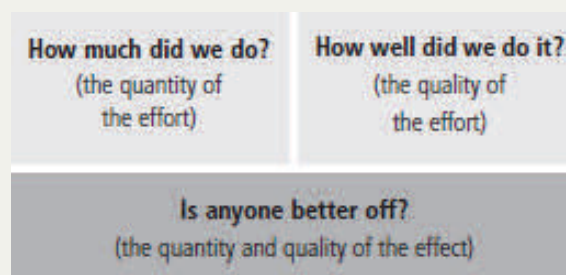 How much did we do?
(the quantity of
the effort)
How well did we do it?
(the quality of
the effort)
Is anyone better off?
(the quantity and quality of the effect)